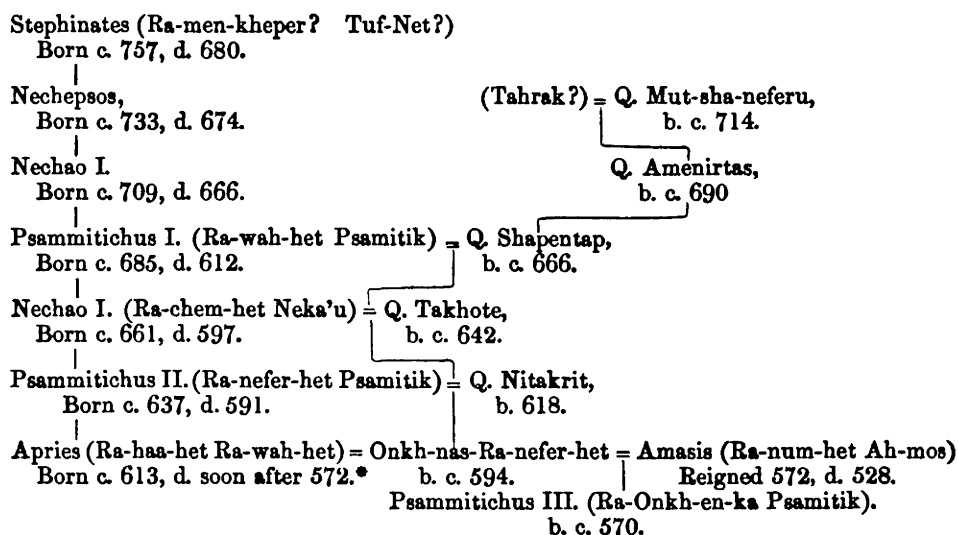 Stephinates (Ra-men-kheper? Tuf-Net?)
Born c. 757, d. 680.
Nechepsos,
Born c. 733, d. 674.
(Tahrak?) = Q. Mut-sha-neferu,
b. c. 714.
Nechao I.
Born c. 709, d. 666.
Q. Amenirtas,
b. c. 690
Psammitichus I. (Ra-wah-het Psamitik) = Q. Shapentap,
Born c. 685, d. 612. b. c. 666.
Nechao I. (Ra-chem-het Neka'u) = Q. Takhote,
Born c. 661, d. 597. b. c. 642.
Psammitichus II. (Ra-nefer-het Psamitik) = Q. Nitakrit,
Born c. 637, d. 591. b. 618.
Apries (Ra-haa-het Ra-wah-het) = Onkh-nas-Ra-nefer-het = Amasis (Ra-num-het Ah-mos)
Born c. 613, d. soon after 572.* b. c. 594. Reigned 572, d. 528.
Psammitichus III. (Ra-Onkh-en-ka Psamitik).
b. c. 570.